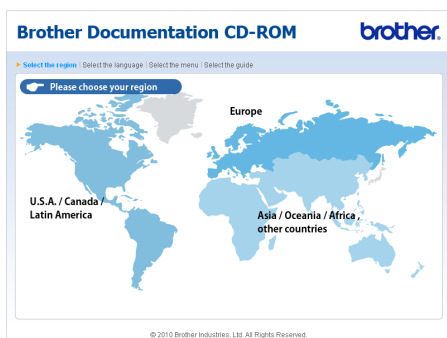 Brother Documentation CD-ROM
brother.
Select the region | Select the language | Select the menu | Select the guide
Please choose your region
Europe
U.S.A. / Canada /
Latin America
Asia / Oceania / Africa ,
other countries
© 2010 Brother Industries, Ltd. All Rights Reserved.